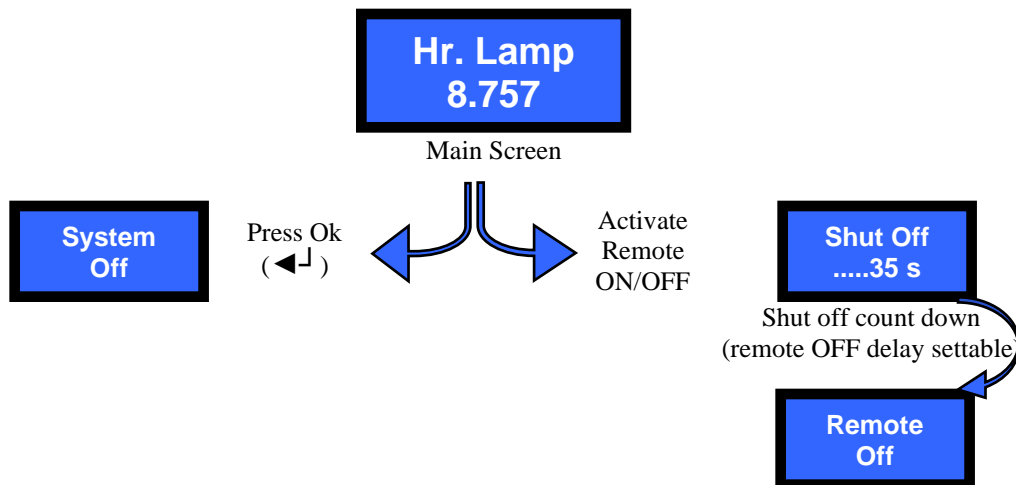 Hr. Lamp
8.757
Main Screen
System
Off
Press Ok
(◄┘)
Activate
Remote
ON/OFF
Shut Off
.....35 s
Shut off count down
(remote OFF delay settable)
Remote
Off